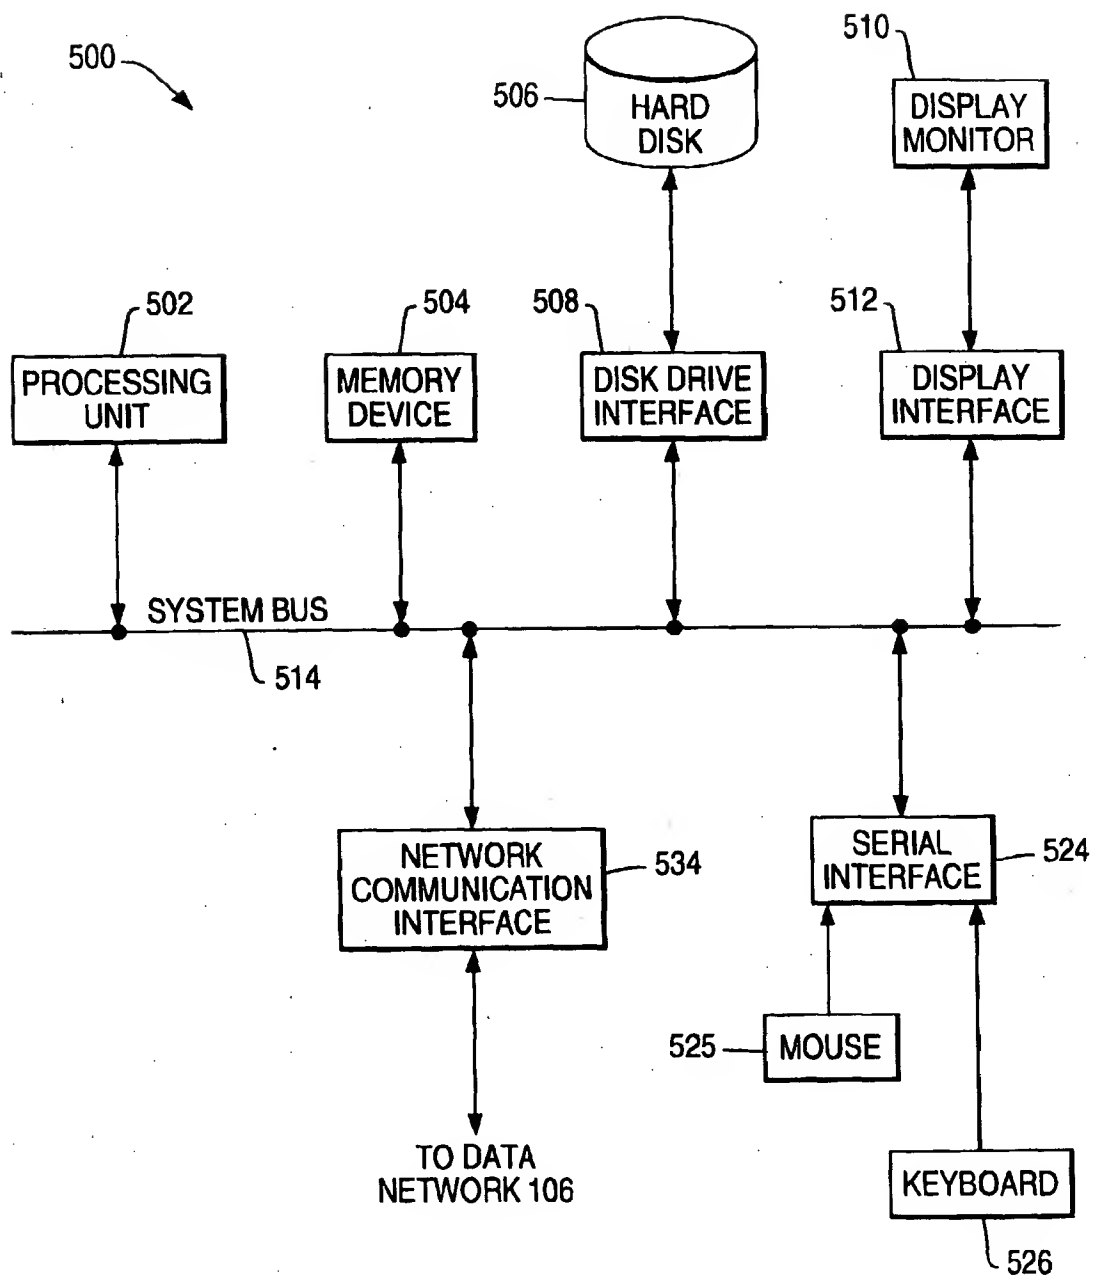 500
506
HARD
DISK
510
DISPLAY
MONITOR
502
PROCESSING
UNIT
504
MEMORY
DEVICE
508
DISK DRIVE
INTERFACE
512
DISPLAY
INTERFACE
SYSTEM BUS
514
NETWORK
COMMUNICATION
INTERFACE
534
SERIAL
INTERFACE
524
525
MOUSE
TO DATA
NETWORK 106
KEYBOARD
526